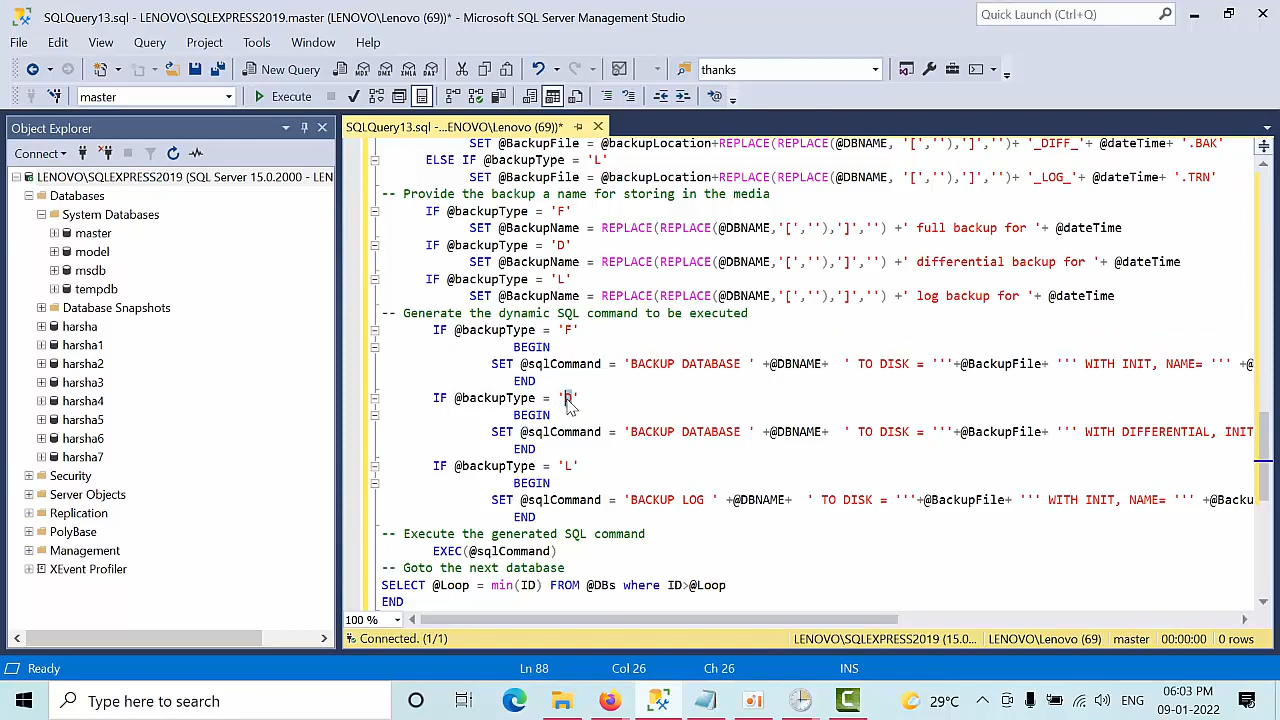 SQLQuery13.sql - LENOVO\SQLEXPRESS2019.master (LENOVO\Lenovo (69))* - Microsoft SQL Server Management Studio
Quick Launch (Ctrl+Q)
File Edit View Query Project Tools Window Help
New Query
MDX DMX XMLA DAX
thanks
master
Execute
Object Explorer
SQLQuery13.sql -...ENOVO\Lenovo (69))*
Connect
LENOVO\SQLEXPRESS2019 (SQL Server 15.0.2000 - LEN
Databases
System Databases
master
model
msdb
tempdb
Database Snapshots
harsha
harsha1
harsha2
harsha3
harsha4
harsha5
harsha6
harsha7
Security
Server Objects
Replication
PolyBase
Management
XEvent Profiler
SET @BackupFile = @backupLocation+REPLACE(REPLACE(@DBNAME, '[',''),']','')+ '_DIFF_'+ @dateTime+ '.BAK'
ELSE IF @backupType = 'L'
SET @BackupFile = @backupLocation+REPLACE(REPLACE(@DBNAME, '[',''),']','')+ '_LOG_'+ @dateTime+ '.TRN'
-- Provide the backup a name for storing in the media
IF @backupType = 'F'
SET @BackupName = REPLACE(REPLACE(@DBNAME,'[',''),']','') +' full backup for '+ @dateTime
IF @backupType = 'D'
SET @BackupName = REPLACE(REPLACE(@DBNAME,'[',''),']','') +' differential backup for '+ @dateTime
IF @backupType = 'L'
SET @BackupName = REPLACE(REPLACE(@DBNAME,'[',''),']','') +' log backup for '+ @dateTime
-- Generate the dynamic SQL command to be executed
IF @backupType = 'F'
BEGIN
SET @sqlCommand = 'BACKUP DATABASE ' +@DBNAME+  ' TO DISK = '''+@BackupFile+ ''' WITH INIT, NAME= ''' +@
END
IF @backupType = 'D'
BEGIN
SET @sqlCommand = 'BACKUP DATABASE ' +@DBNAME+  ' TO DISK = '''+@BackupFile+ ''' WITH DIFFERENTIAL, INIT
END
IF @backupType = 'L'
BEGIN
SET @sqlCommand = 'BACKUP LOG ' +@DBNAME+  ' TO DISK = '''+@BackupFile+ ''' WITH INIT, NAME= ''' +@Backu
END
-- Execute the generated SQL command
EXEC(@sqlCommand)
-- Goto the next database
SELECT @Loop = min(ID) FROM @DBs where ID>@Loop
END
100 %
Connected. (1/1)
LENOVO\SQLEXPRESS2019 (15.0... LENOVO\Lenovo (69) master 00:00:00 0 rows
Ready
Ln 88 Col 26 Ch 26 INS
Type here to search
29°C
ENG
06:03 PM
09-01-2022